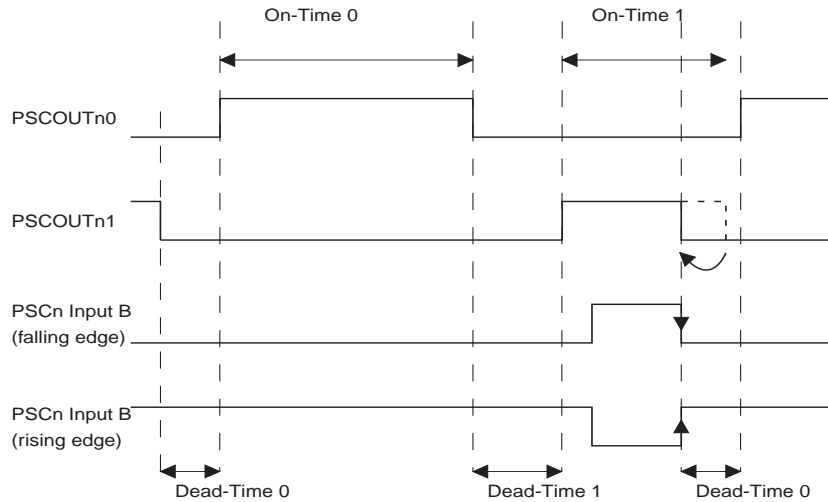 On-Time 0
On-Time 1
PSCOUTn0
PSCOUTn1
PSCn Input B
(falling edge)
PSCn Input B
(rising edge)
Dead-Time 0
Dead-Time 1
Dead-Time 0